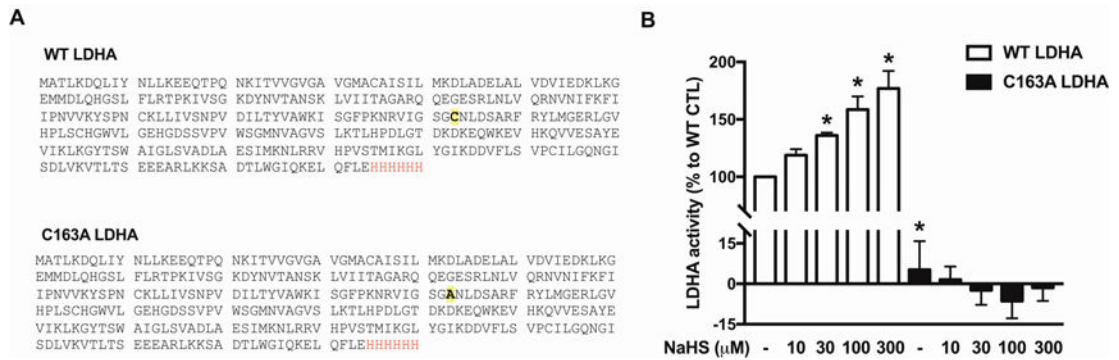 A
WT LDHA
MATLKDQLIY NLLKEEQTPQ NKITVVGVGA VGMACAISIL MKDLADELAL VDVIEDKLKG
EMMDLQHGSL FLRTPKIVSG KDYNVTANSK LVIITAGARQ QEGESRLNLV QRNVNIFKFI
IPNVVKYSPN CKLLIVSNPV DILTYVAWKI SGFPKNRVIG SGCNLDSARF RYLMGERLGV
HPLSCHGWVL GEHGDSSVPV WSGMNVAGVS LKTLHPDLGT DKDKEQWKEV HKQVVESAYE
VIKLKGYTSW AIGLSVADLA ESIMKNLRRV HPVSTMIKGL YGIKDDVFLS VPCILGQNGI
SDLVKVTLTS EEEARLKKSA DTLWGIQKEL QFLEHHHHHH
C163A LDHA
MATLKDQLIY NLLKEEQTPQ NKITVVGVGA VGMACAISIL MKDLADELAL VDVIEDKLKG
EMMDLQHGSL FLRTPKIVSG KDYNVTANSK LVIITAGARQ QEGESRLNLV QRNVNIFKFI
IPNVVKYSPN CKLLIVSNPV DILTYVAWKI SGFPKNRVIG SGANLDSARF RYLMGERLGV
HPLSCHGWVL GEHGDSSVPV WSGMNVAGVS LKTLHPDLGT DKDKEQWKEV HKQVVESAYE
VIKLKGYTSW AIGLSVADLA ESIMKNLRRV HPVSTMIKGL YGIKDDVFLS VPCILGQNGI
SDLVKVTLTS EEEARLKKSA DTLWGIQKEL QFLEHHHHHH
B
WT LDHA
C163A LDHA
LDHA activity (% to WT CTL)
200
150
100
15
0
-15
* * * * *
NaHS (μM) - 10 30 100 300 - 10 30 100 300